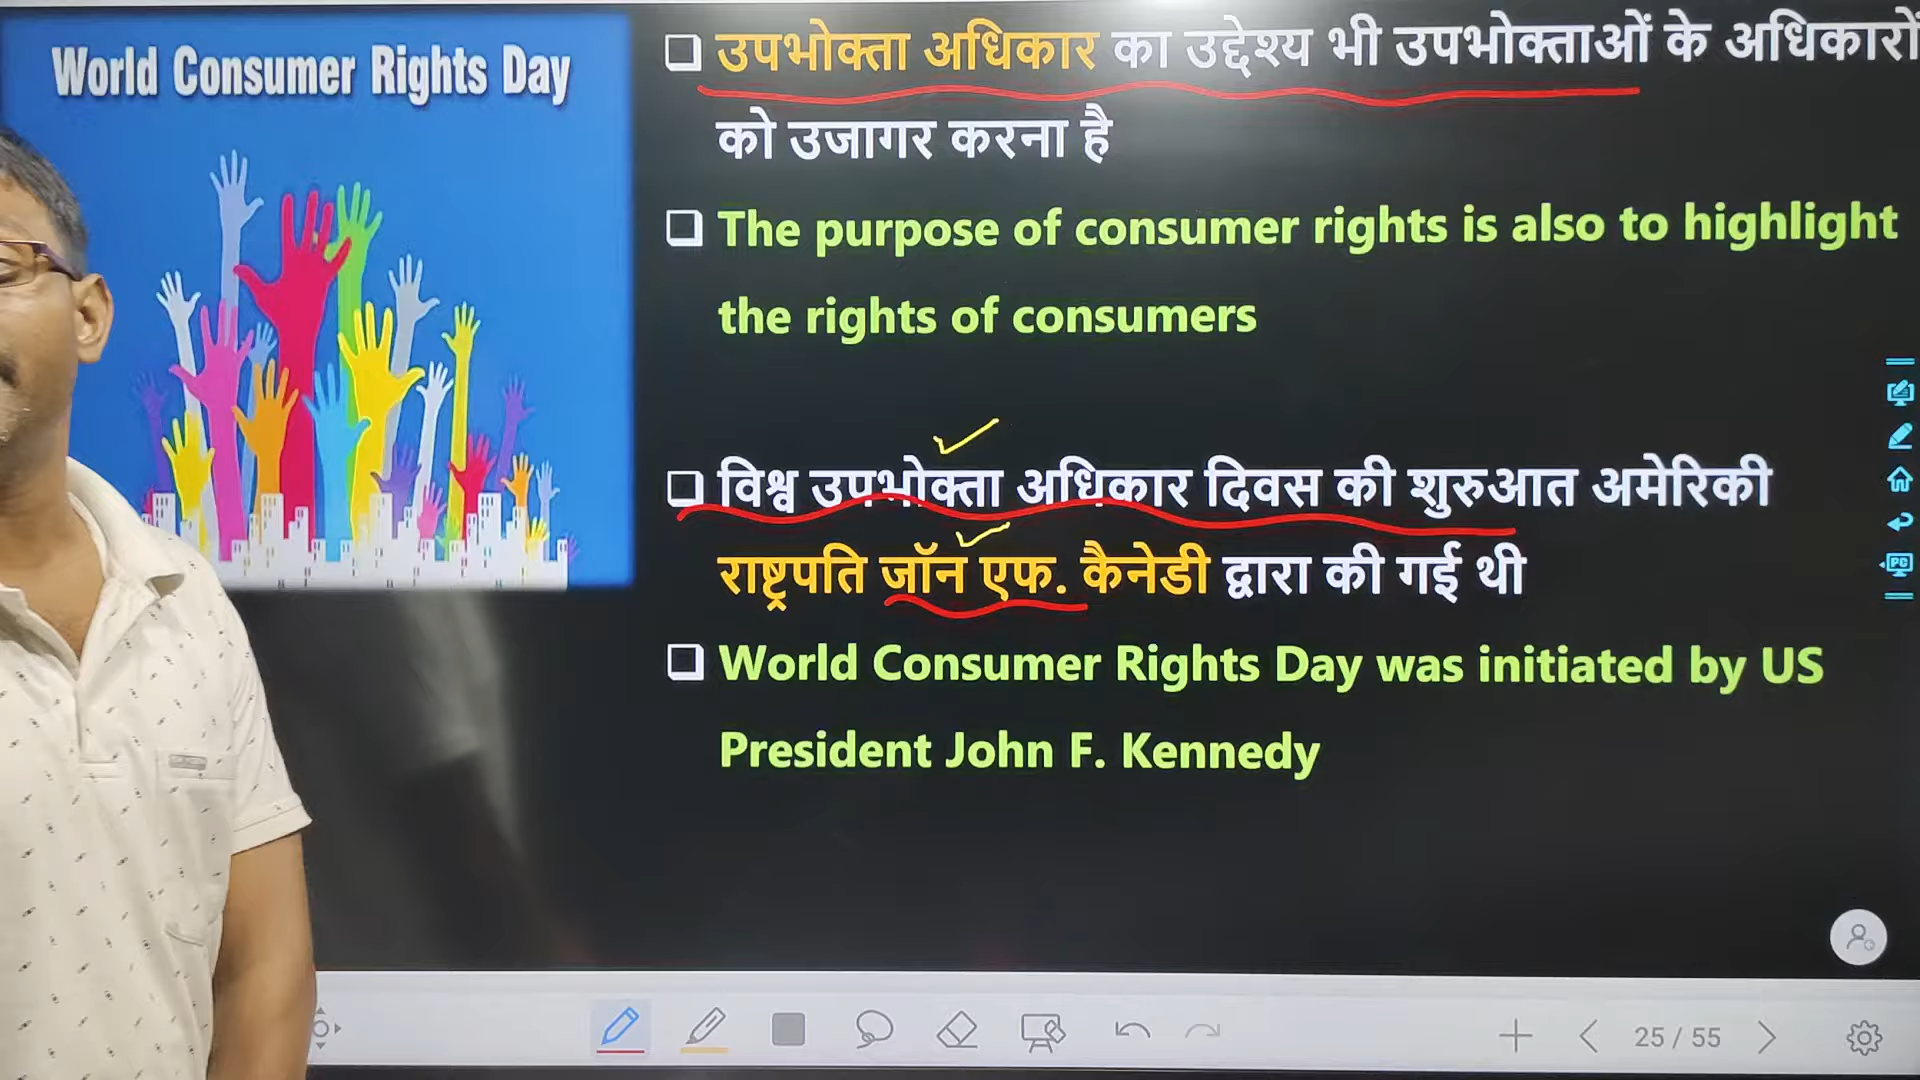 World Consumer Rights Day
उपभोक्ता अधिकार का उद्देश्य भी उपभोक्ताओं के अधिकारों
को उजागर करना है
The purpose of consumer rights is also to highlight
the rights of consumers
विश्व उपभोक्ता अधिकार दिवस की शुरुआत अमेरिकी
राष्ट्रपति जॉन एफ. कैनेडी द्वारा की गई थी
World Consumer Rights Day was initiated by US
President John F. Kennedy
PC
25 / 55